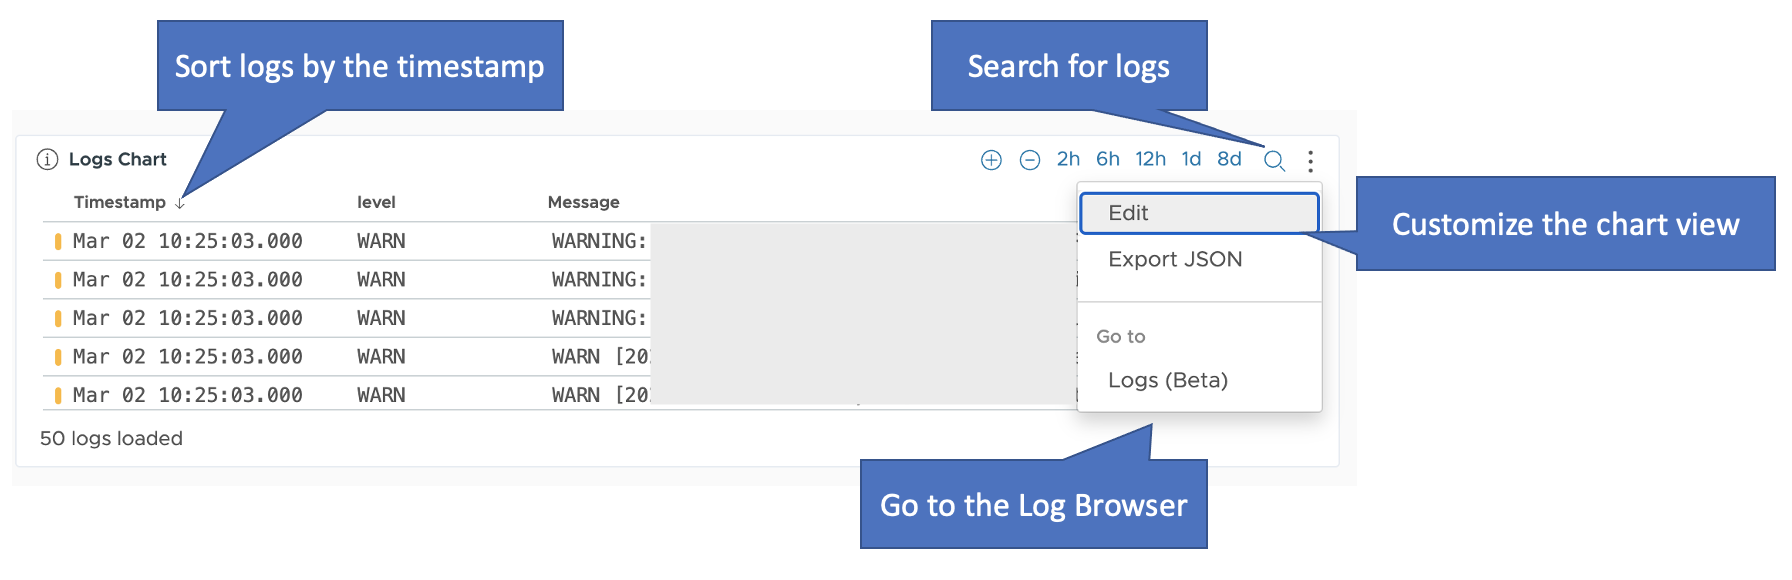 Sort logs by the timestamp
Search for logs
Logs Chart
2h 6h 12h 1d 8d
Timestamp ↓ level Message
Edit
Customize the chart view
Mar 02 10:25:03.000 WARN WARNING:
Export JSON
Mar 02 10:25:03.000 WARN WARNING:
Mar 02 10:25:03.000 WARN WARNING:
Go to
Mar 02 10:25:03.000 WARN WARN [20
Logs (Beta)
Mar 02 10:25:03.000 WARN WARN [20
50 logs loaded
Go to the Log Browser